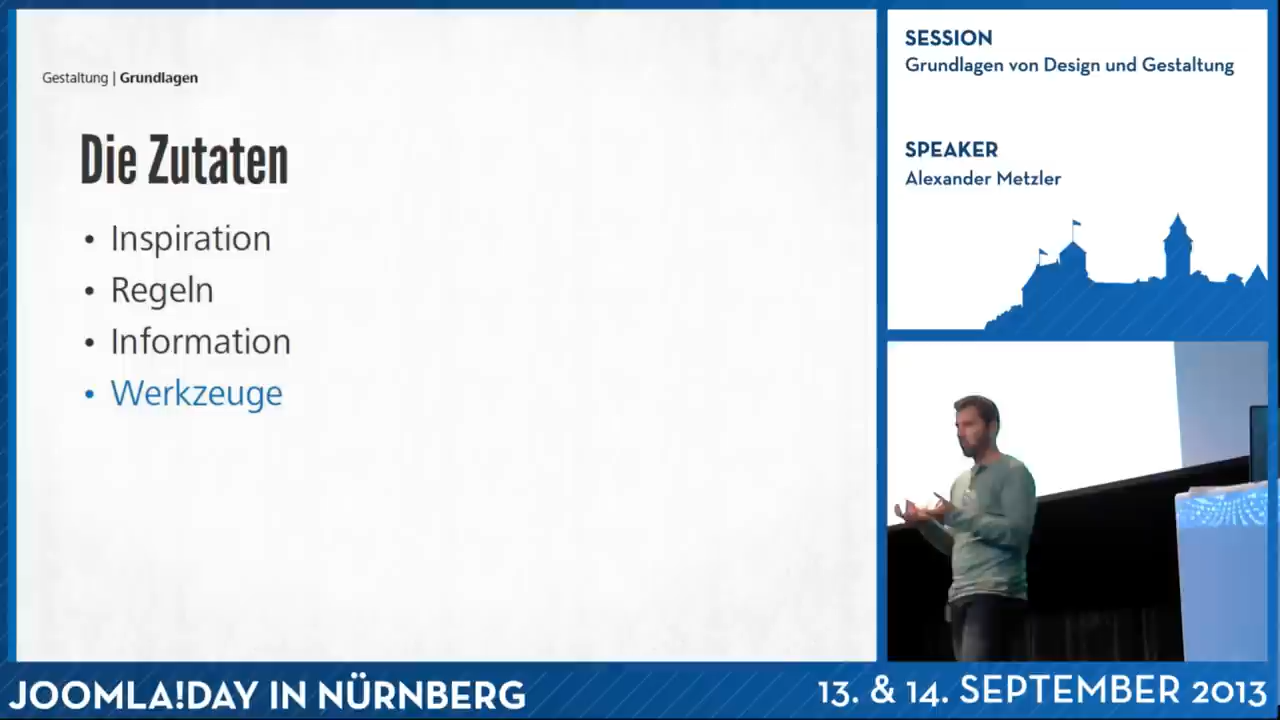 Gestaltung | Grundlagen
Die Zutaten
• Inspiration
• Regeln
• Information
• Werkzeuge
SESSION
Grundlagen von Design und Gestaltung
SPEAKER
Alexander Metzler
JOOMLA!DAY IN NÜRNBERG
13. & 14. SEPTEMBER 2013